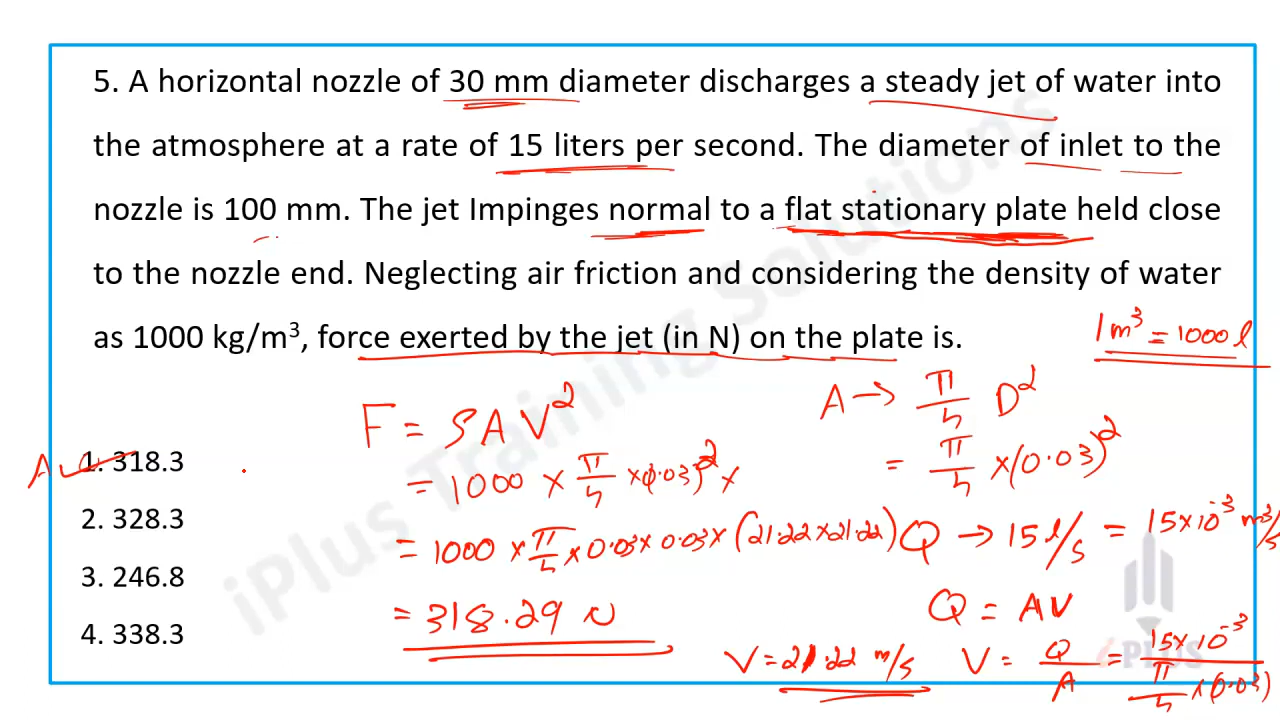 5. A horizontal nozzle of 30 mm diameter discharges a steady jet of water into
the atmosphere at a rate of 15 liters per second. The diameter of inlet to the
nozzle is 100 mm. The jet Impinges normal to a flat stationary plate held close
to the nozzle end. Neglecting air friction and considering the density of water
as 1000 kg/m³, force exerted by the jet (in N) on the plate is.
1 m³ = 1000 l
A 1. 318.3
2. 328.3
3. 246.8
4. 338.3
F = ρAV²
= 1000 × π/4 × (0.03)² ×
= 1000 × π/4 × 0.03 × 0.03 × (21.22 × 21.22)
= 318.29 N
A → π/4 D²
= π/4 × (0.03)²
Q → 15 l/s = 15×10⁻³ m³/s
Q = AV
V = Q/A = 15×10⁻³ / π/4 × (0.03)
V = 21.22 m/s
iPlus Training Solutions
iPLUS